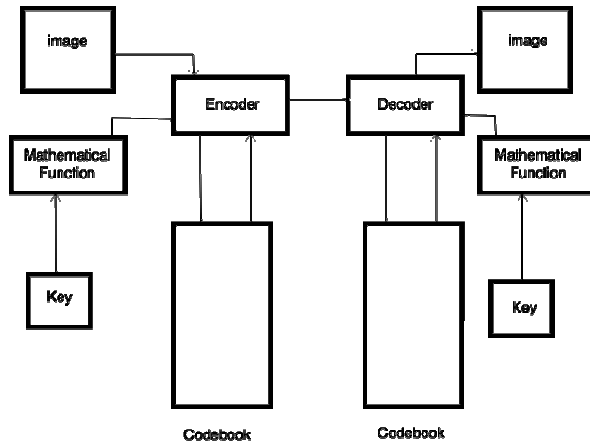 image
image
Encoder
Decoder
Mathematical
Function
Mathematical
Function
Key
Key
Codebook
Codebook